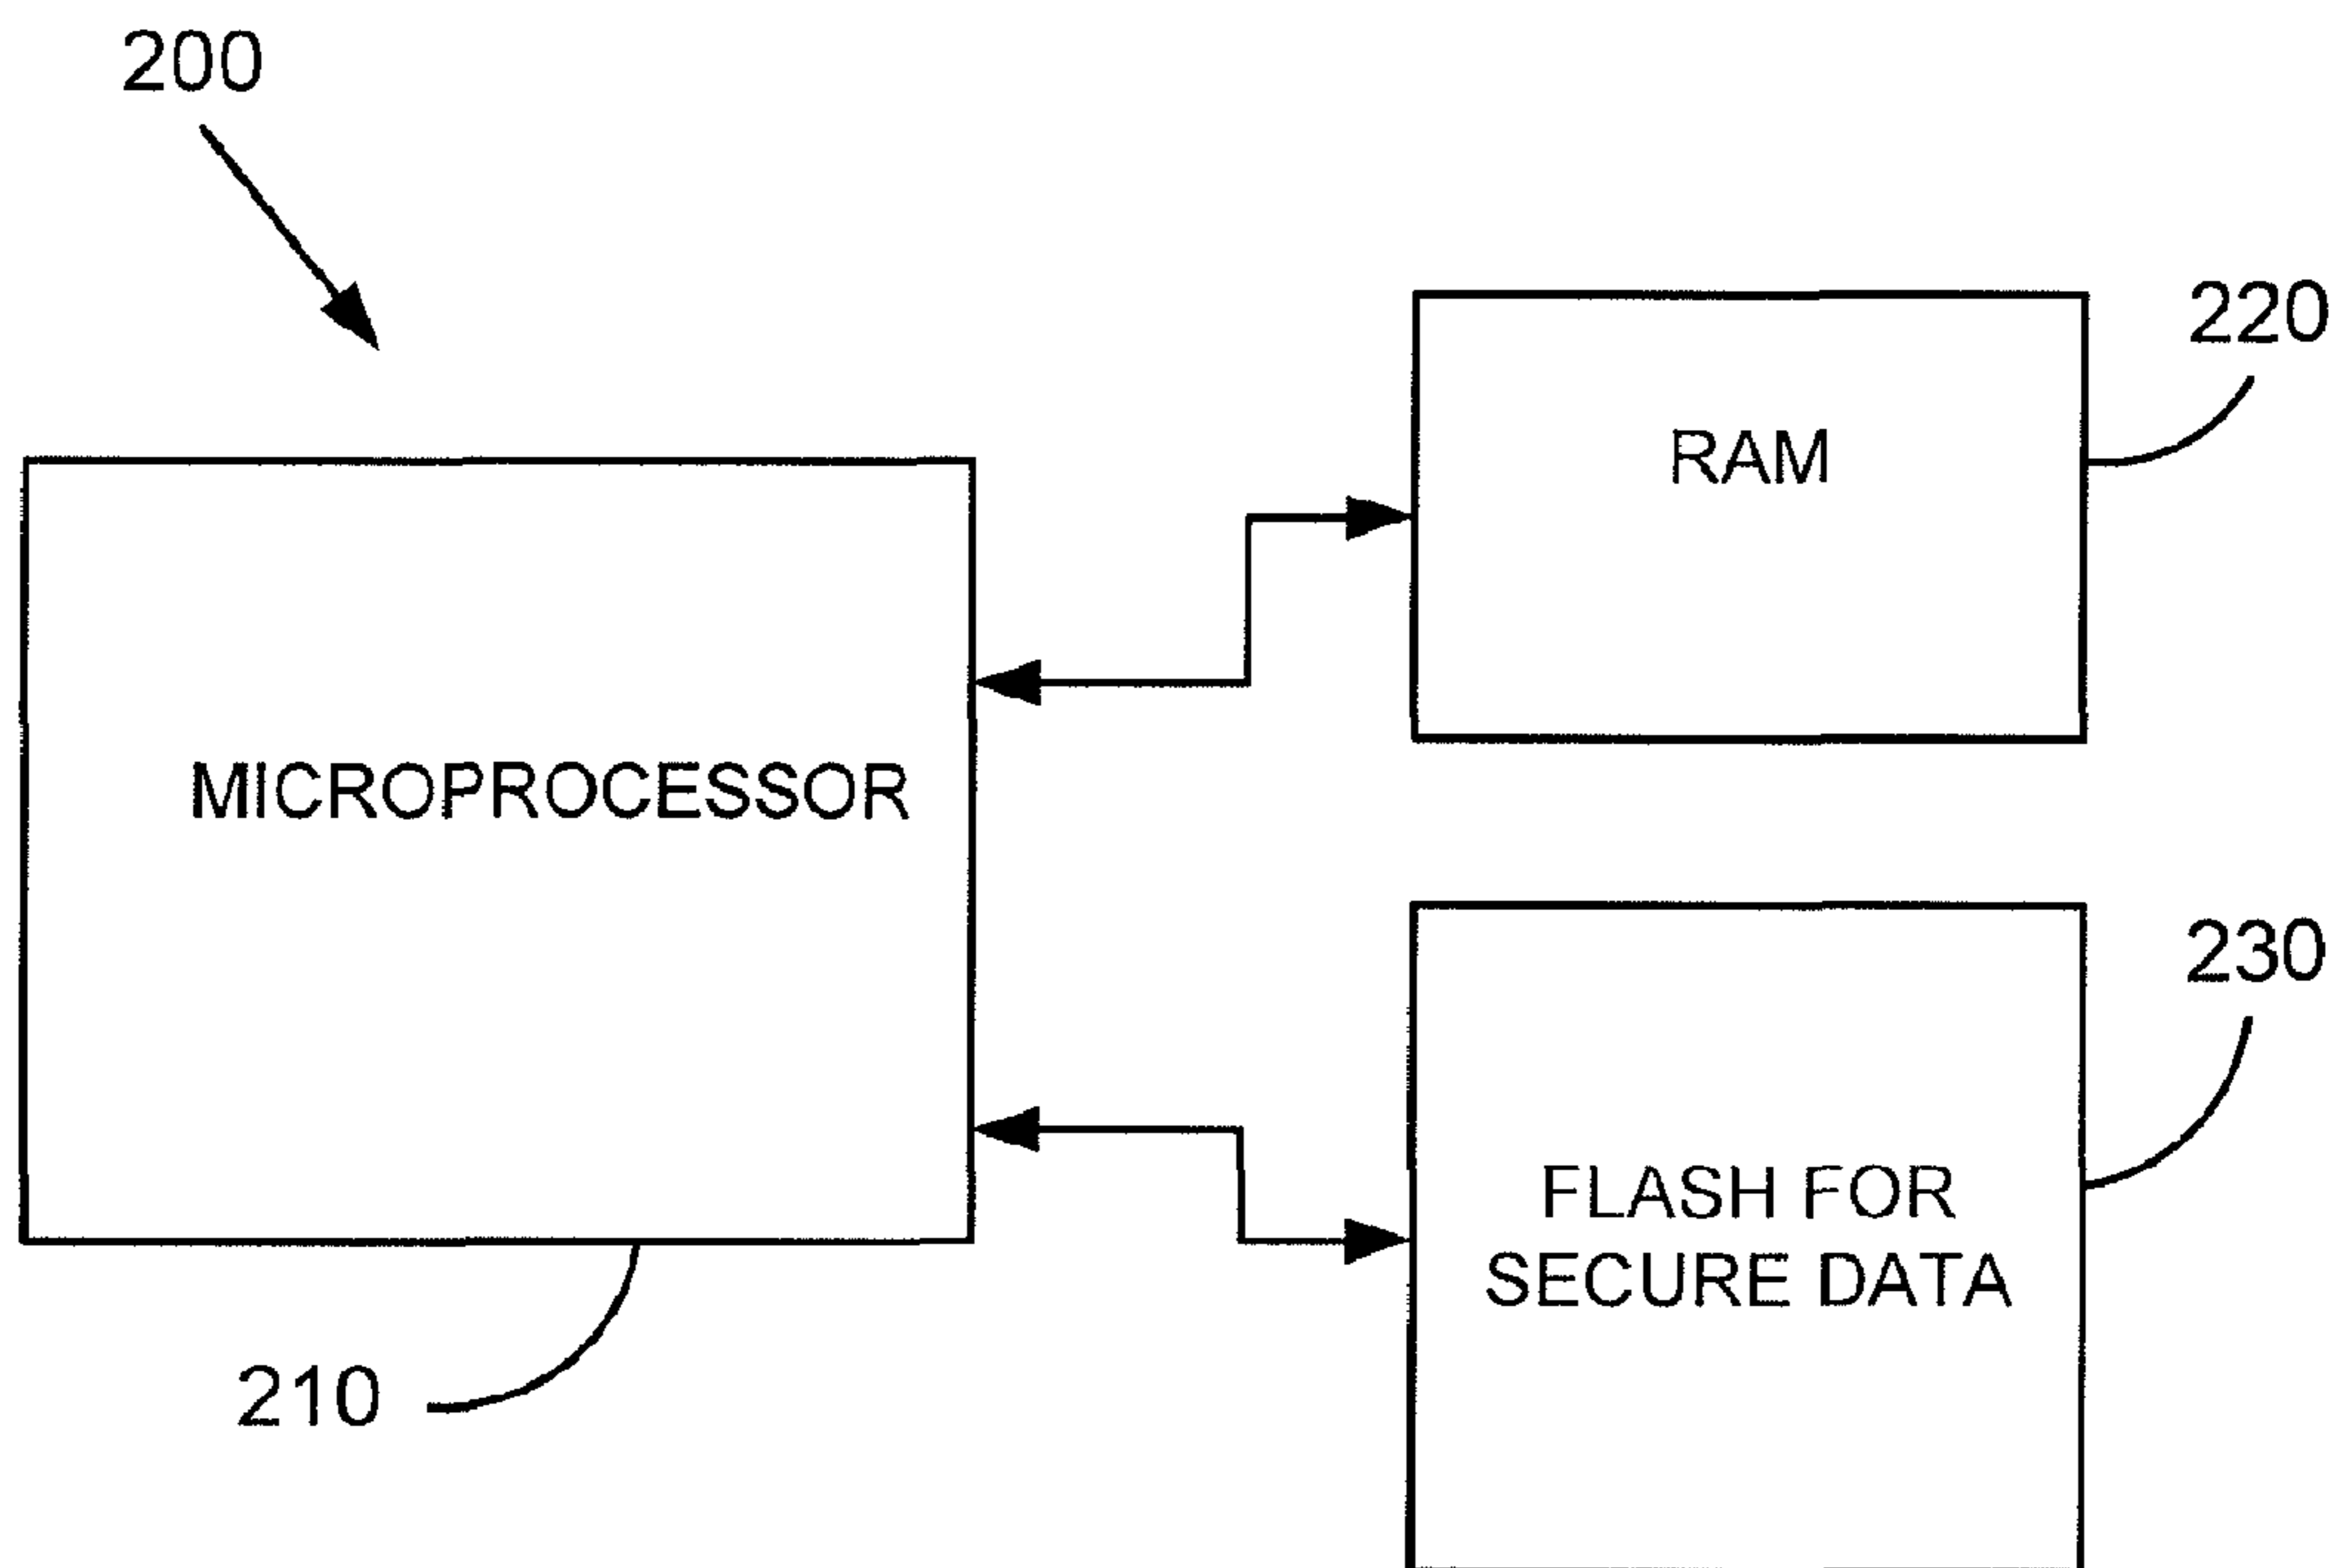 200
220
RAM
MICROPROCESSOR
230
FLASH FOR
SECURE DATA
210